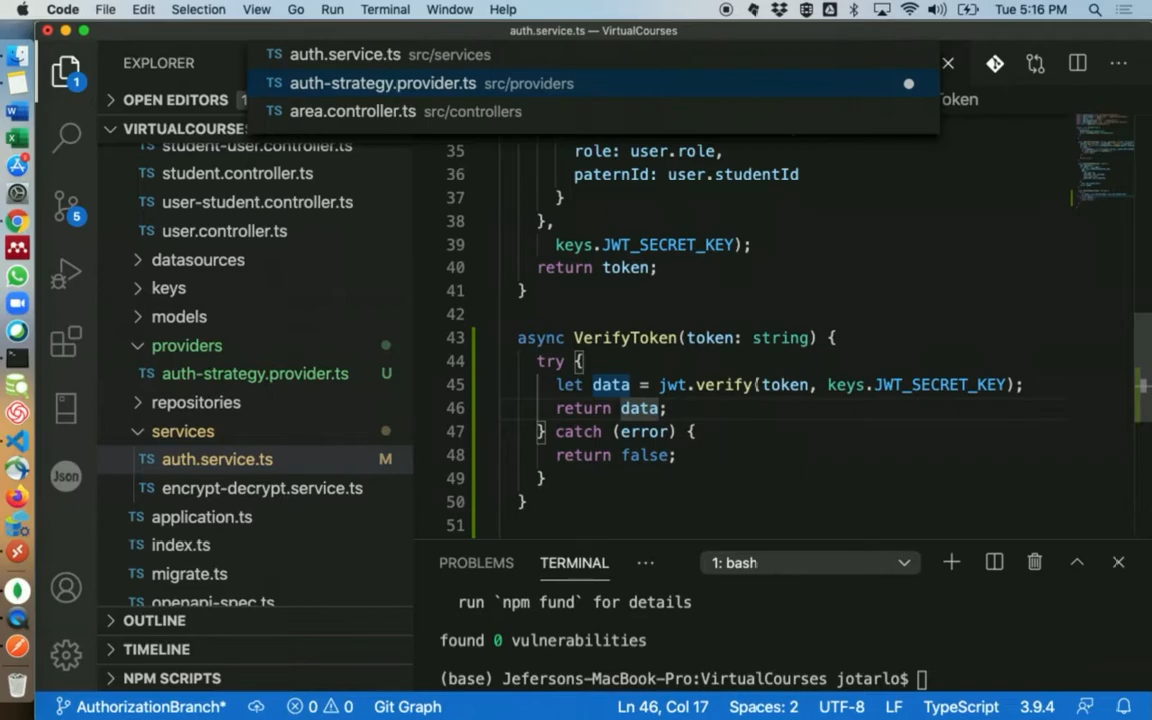 Code File Edit Selection View Go Run Terminal Window Help Tue 5:16 PM
auth.service.ts — VirtualCourses
EXPLORER
OPEN EDITORS 1
VIRTUALCOURSES
student-user.controller.ts
student.controller.ts
user-student.controller.ts
user.controller.ts
datasources
keys
models
providers
TS auth-strategy.provider.ts U
repositories
services
TS auth.service.ts M
TS encrypt-decrypt.service.ts
TS application.ts
TS index.ts
TS migrate.ts
openapi-spec.ts
OUTLINE
TIMELINE
NPM SCRIPTS
1
5
Json
TS auth.service.ts src/services
TS auth-strategy.provider.ts src/providers
TS area.controller.ts src/controllers
Token
35 role: user.role,
36 paternId: user.studentId
37 }
38 },
39 keys.JWT_SECRET_KEY);
40 return token;
41 }
42
43 async VerifyToken(token: string) {
44 try {
45 let data = jwt.verify(token, keys.JWT_SECRET_KEY);
46 return data;
47 } catch (error) {
48 return false;
49 }
50 }
51
PROBLEMS TERMINAL ··· 1: bash
run `npm fund` for details
found 0 vulnerabilities
(base) Jefersons-MacBook-Pro:VirtualCourses jotarlo$
AuthorizationBranch* 0 0 Git Graph Ln 46, Col 17 Spaces: 2 UTF-8 LF TypeScript 3.9.4